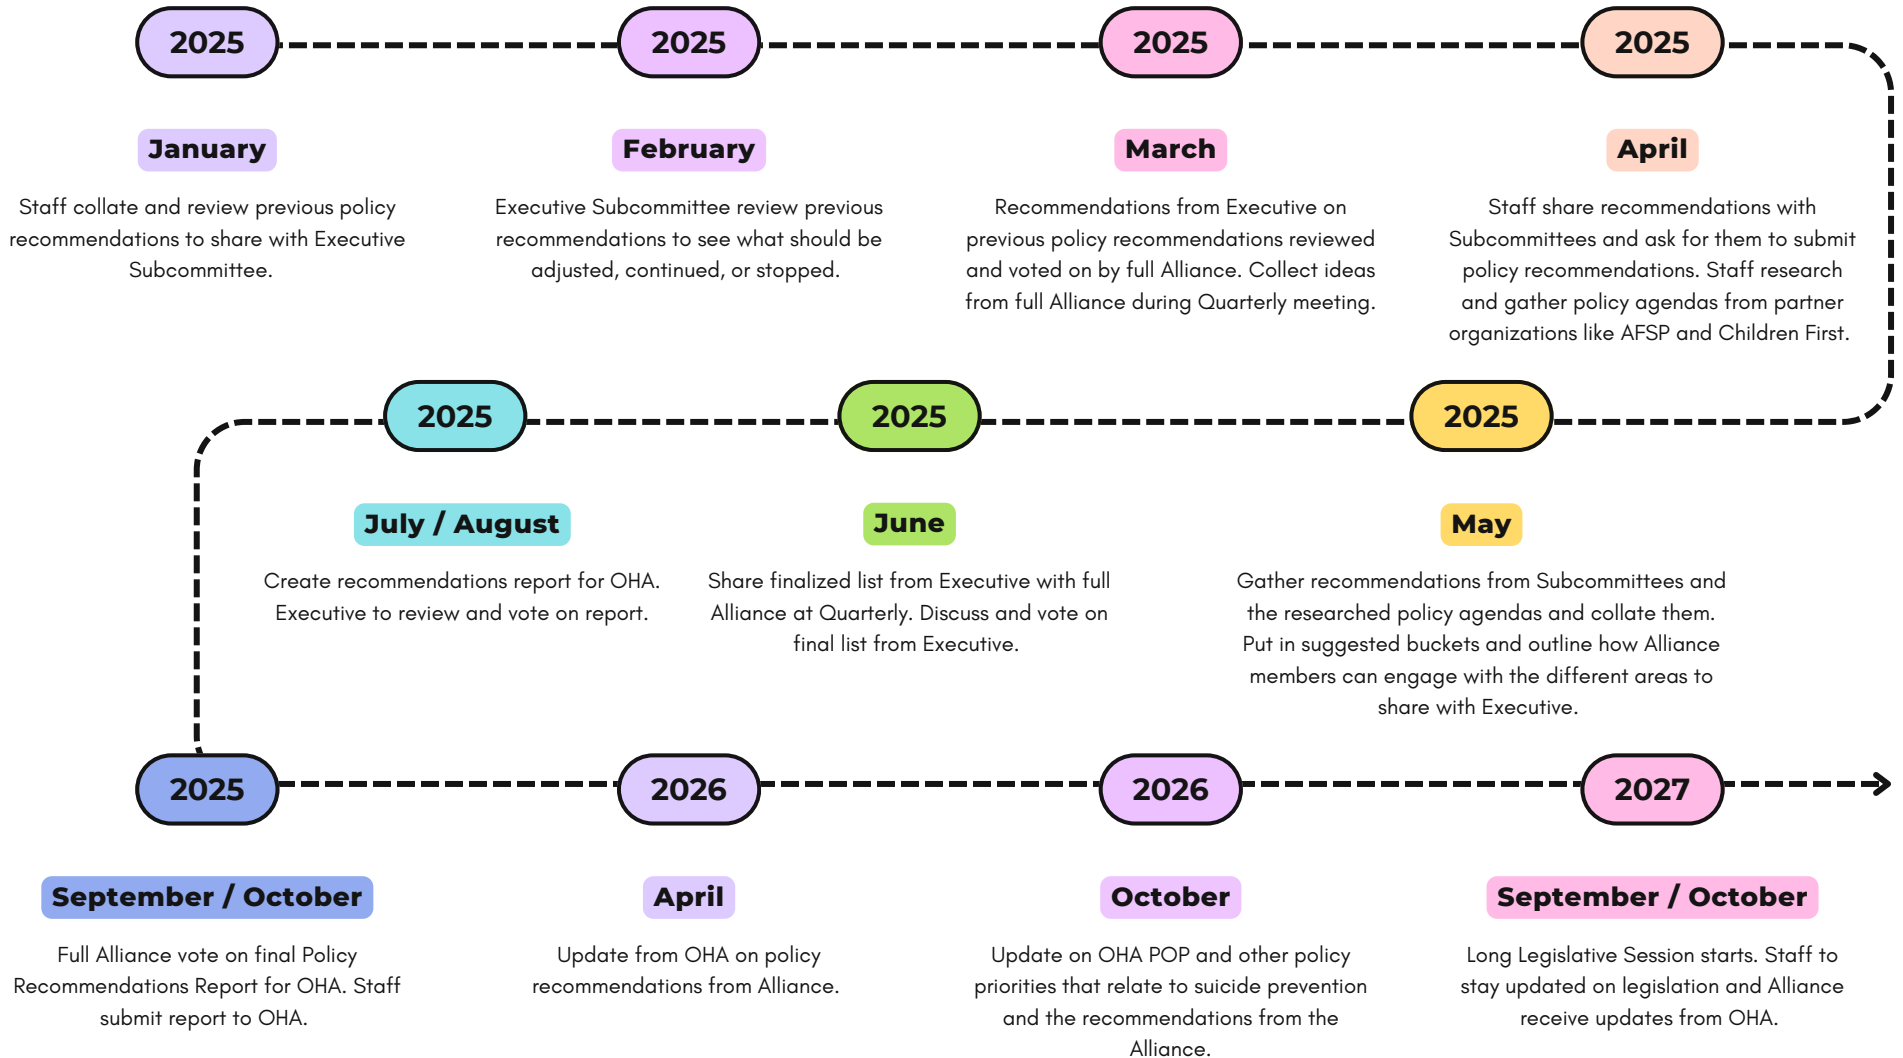 2025
2025
2025
2025
January
Staff collate and review previous policy
recommendations to share with Executive
Subcommittee.
February
Executive Subcommittee review previous
recommendations to see what should be
adjusted, continued, or stopped.
March
Recommendations from Executive on
previous policy recommendations reviewed
and voted on by full Alliance. Collect ideas
from full Alliance during Quarterly meeting.
April
Staff share recommendations with
Subcommittees and ask for them to submit
policy recommendations. Staff research
and gather policy agendas from partner
organizations like AFSP and Children First.
2025
2025
2025
July / August
Create recommendations report for OHA.
Executive to review and vote on report.
June
Share finalized list from Executive with full
Alliance at Quarterly. Discuss and vote on
final list from Executive.
May
Gather recommendations from Subcommittees and
the researched policy agendas and collate them.
Put in suggested buckets and outline how Alliance
members can engage with the different areas to
share with Executive.
2025
2026
2026
2027
September / October
Full Alliance vote on final Policy
Recommendations Report for OHA. Staff
submit report to OHA.
April
Update from OHA on policy
recommendations from Alliance.
October
Update on OHA POP and other policy
priorities that relate to suicide prevention
and the recommendations from the
Alliance.
September / October
Long Legislative Session starts. Staff to
stay updated on legislation and Alliance
receive updates from OHA.